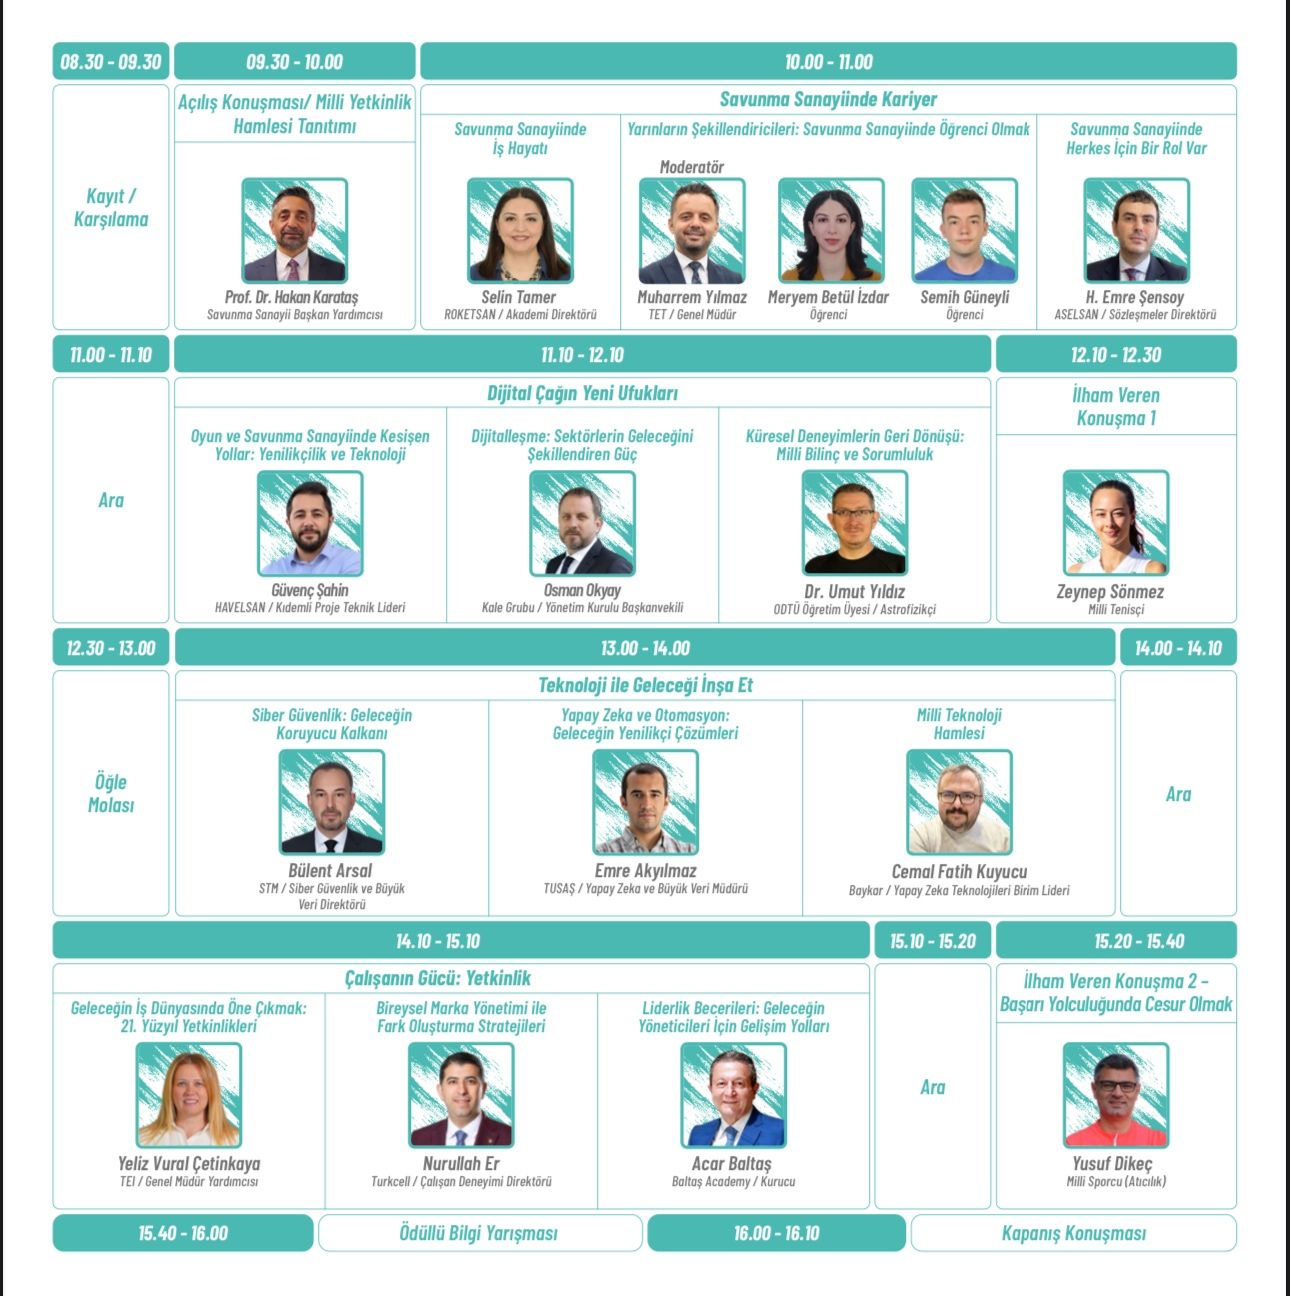 08.30 - 09.30
09.30 - 10.00
10.00 - 11.00
Kayıt /
Karşılama
Açılış Konuşması/ Milli Yetkinlik
Hamlesi Tanıtımı
Prof. Dr. Hakan Karataş
Savunma Sanayii Başkan Yardımcısı
Savunma Sanayiinde Kariyer
Savunma Sanayiinde
İş Hayatı
Selin Tamer
ROKETSAN / Akademi Direktörü
Yarınların Şekillendiricileri: Savunma Sanayiinde Öğrenci Olmak
Moderatör
Muharrem Yılmaz
TET / Genel Müdür
Meryem Betül İzdar
Öğrenci
Semih Güneyli
Öğrenci
Savunma Sanayiinde
Herkes İçin Bir Rol Var
H. Emre Şensoy
ASELSAN / Sözleşmeler Direktörü
11.00 - 11.10
11.10 - 12.10
12.10 - 12.30
Ara
Dijital Çağın Yeni Ufukları
Oyun ve Savunma Sanayiinde Kesişen
Yollar: Yenilikçilik ve Teknoloji
Güvenç Şahin
HAVELSAN / Kıdemli Proje Teknik Lideri
Dijitalleşme: Sektörlerin Geleceğini
Şekillendiren Güç
Osman Okyay
Kale Grubu / Yönetim Kurulu Başkanvekili
Küresel Deneyimlerin Geri Dönüşü:
Milli Bilinç ve Sorumluluk
Dr. Umut Yıldız
ODTÜ Öğretim Üyesi / Astrofizikçi
İlham Veren
Konuşma 1
Zeynep Sönmez
Milli Tenisçi
12.30 - 13.00
13.00 - 14.00
14.00 - 14.10
Öğle
Molası
Teknoloji ile Geleceği İnşa Et
Siber Güvenlik: Geleceğin
Koruyucu Kalkanı
Bülent Arsal
STM / Siber Güvenlik ve Büyük
Veri Direktörü
Yapay Zeka ve Otomasyon:
Geleceğin Yenilikçi Çözümleri
Emre Akyılmaz
TUSAŞ / Yapay Zeka ve Büyük Veri Müdürü
Milli Teknoloji
Hamlesi
Cemal Fatih Kuyucu
Baykar / Yapay Zeka Teknolojileri Birim Lideri
Ara
14.10 - 15.10
15.10 - 15.20
15.20 - 15.40
Çalışanın Gücü: Yetkinlik
Geleceğin İş Dünyasında Öne Çıkmak:
21. Yüzyıl Yetkinlikleri
Yeliz Vural Çetinkaya
TEI / Genel Müdür Yardımcısı
Bireysel Marka Yönetimi ile
Fark Oluşturma Stratejileri
Nurullah Er
Turkcell / Çalışan Deneyimi Direktörü
Liderlik Becerileri: Geleceğin
Yöneticileri İçin Gelişim Yolları
Acar Baltaş
Baltaş Academy / Kurucu
Ara
İlham Veren Konuşma 2 –
Başarı Yolculuğunda Cesur Olmak
Yusuf Dikeç
Milli Sporcu (Atıcılık)
15.40 - 16.00
Ödüllü Bilgi Yarışması
16.00 - 16.10
Kapanış Konuşması